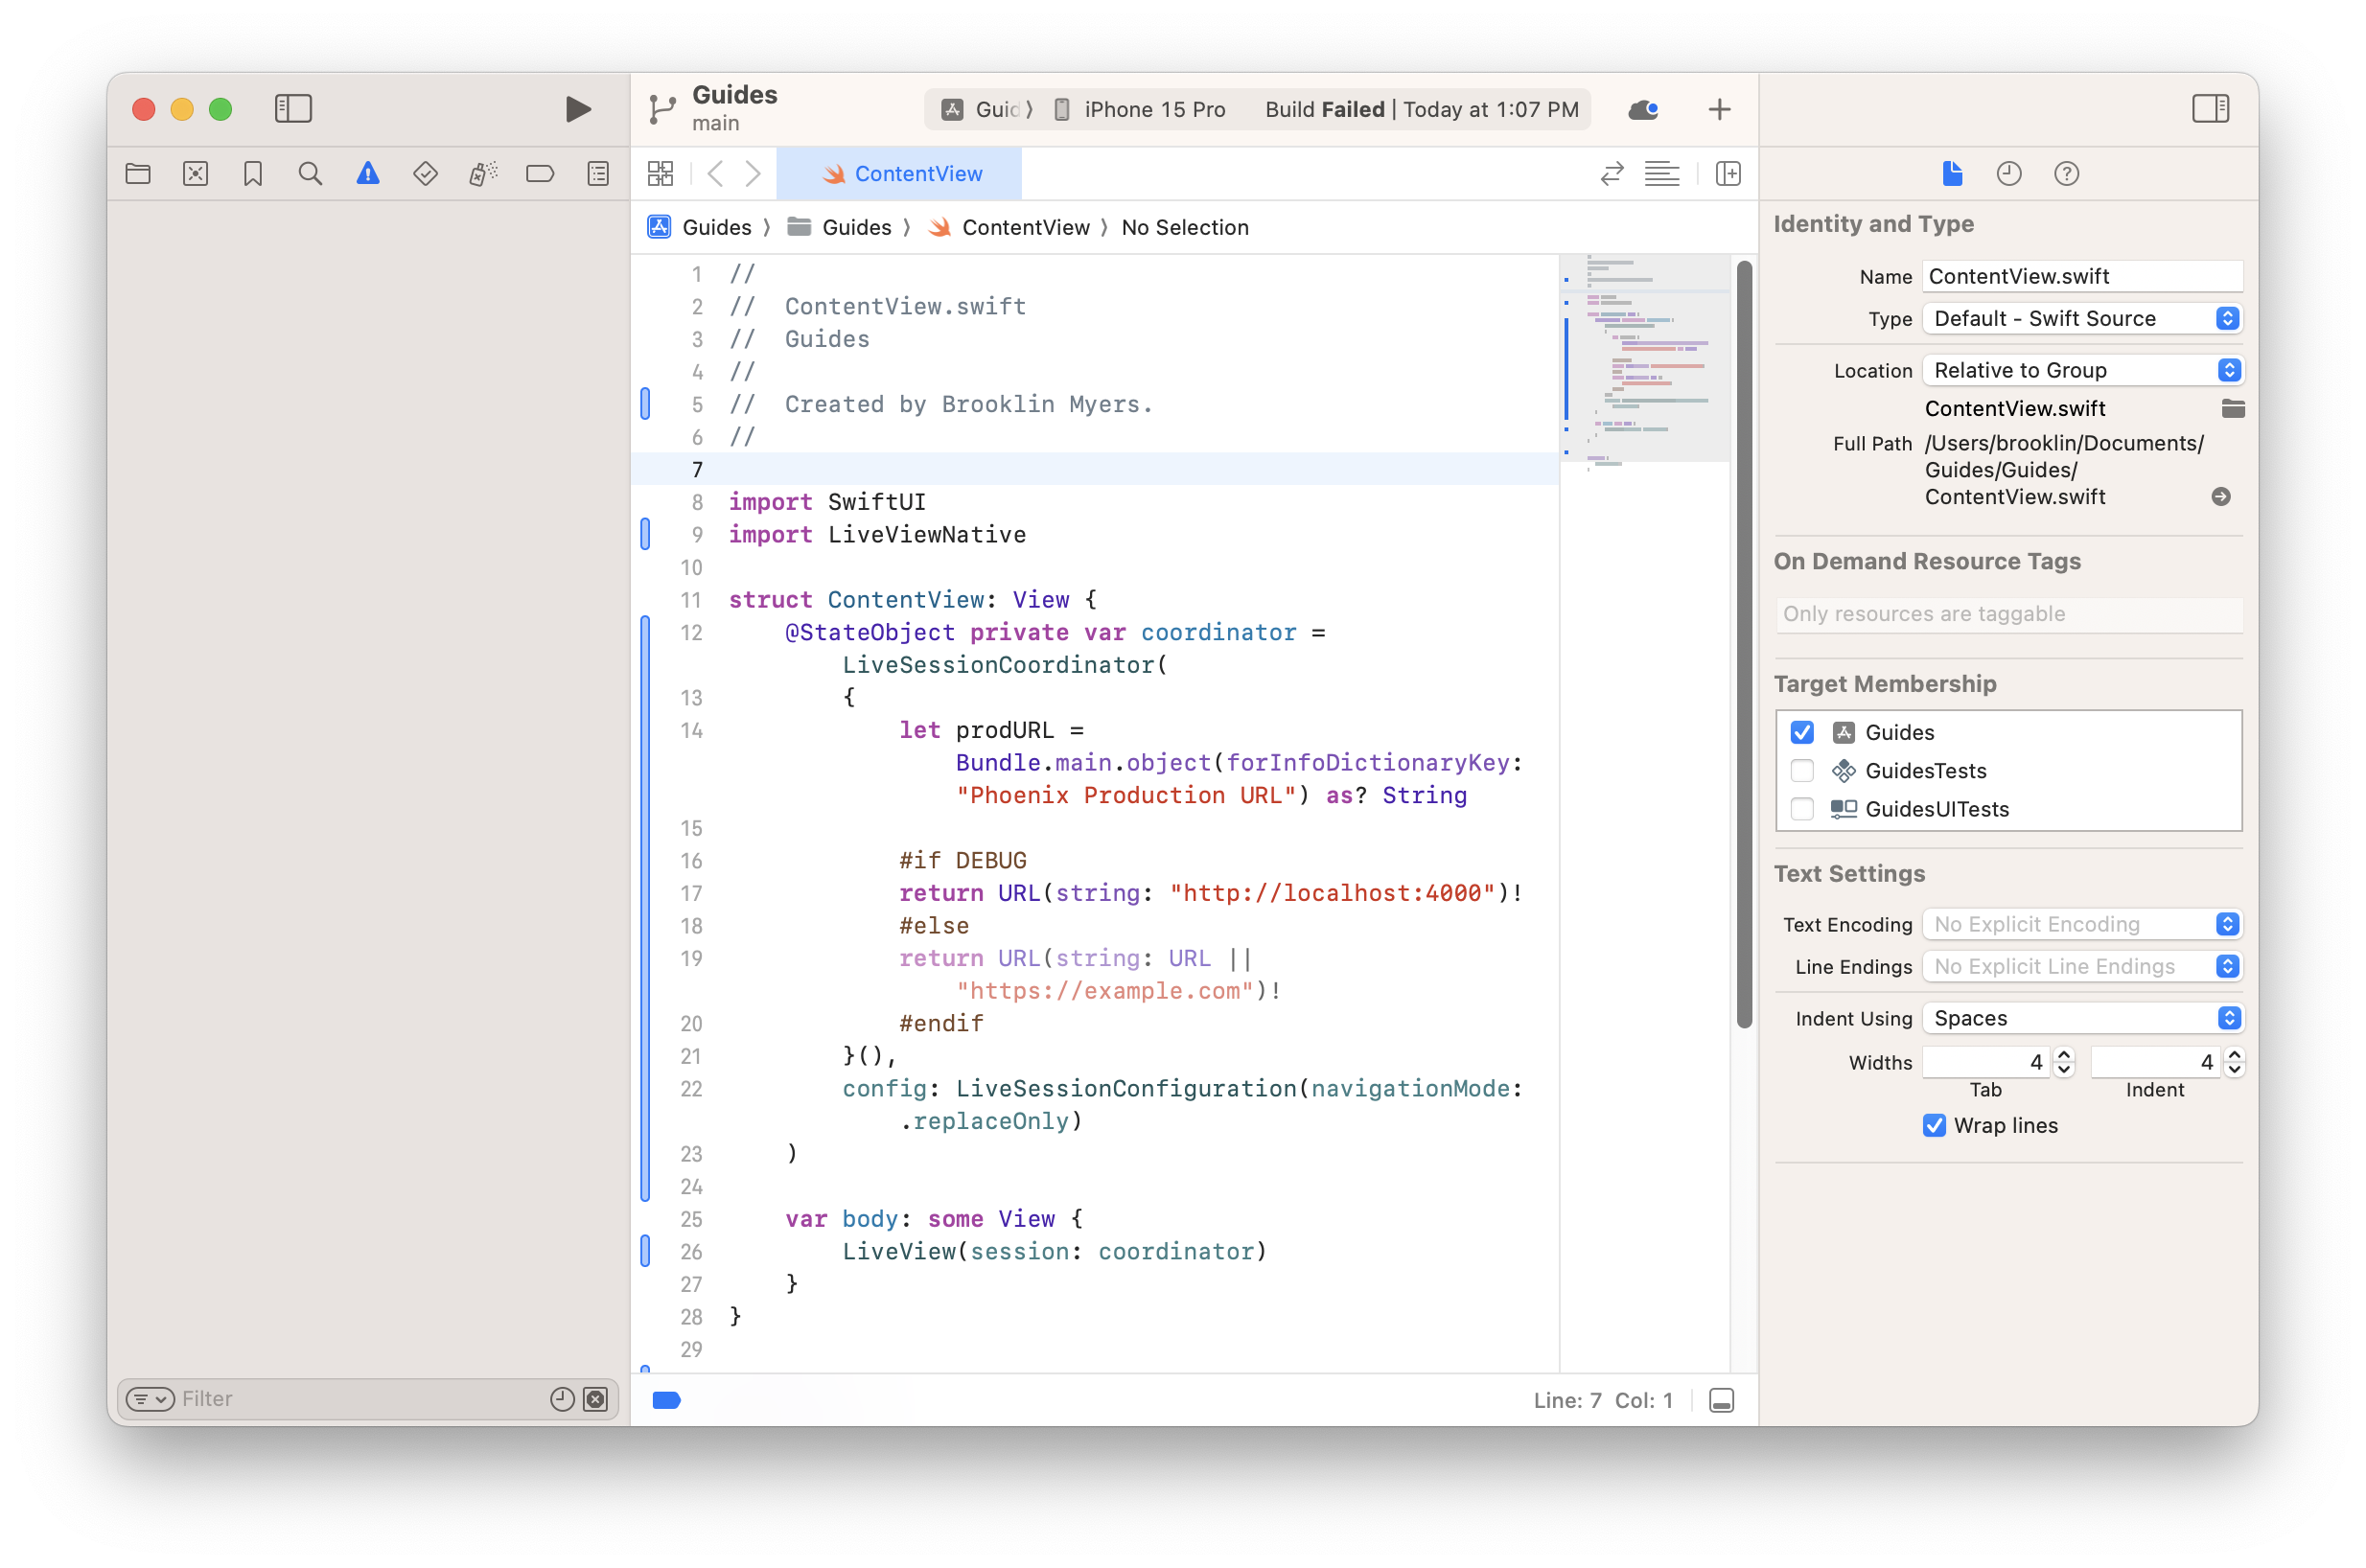 Guides
main
Guid
iPhone 15 Pro
Build Failed | Today at 1:07 PM
ContentView
Guides
Guides
ContentView
No Selection
1 //
2 //  ContentView.swift
3 //  Guides
4 //
5 //  Created by Brooklin Myers.
6 //
7
8 import SwiftUI
9 import LiveViewNative
10
11 struct ContentView: View {
12     @StateObject private var coordinator =
LiveSessionCoordinator(
13         {
14             let prodURL =
Bundle.main.object(forInfoDictionaryKey:
"Phoenix Production URL") as? String
15
16             #if DEBUG
17             return URL(string: "http://localhost:4000")!
18             #else
19             return URL(string: URL ||
"https://example.com")!
20             #endif
21         }(),
22         config: LiveSessionConfiguration(navigationMode:
.replaceOnly)
23     )
24
25     var body: some View {
26         LiveView(session: coordinator)
27     }
28 }
29
Filter
Line: 7  Col: 1
Identity and Type
Name ContentView.swift
Type Default - Swift Source
Location Relative to Group
ContentView.swift
Full Path /Users/brooklin/Documents/
Guides/Guides/
ContentView.swift
On Demand Resource Tags
Only resources are taggable
Target Membership
Guides
GuidesTests
GuidesUITests
Text Settings
Text Encoding No Explicit Encoding
Line Endings No Explicit Line Endings
Indent Using Spaces
Widths 4 4
Tab Indent
Wrap lines